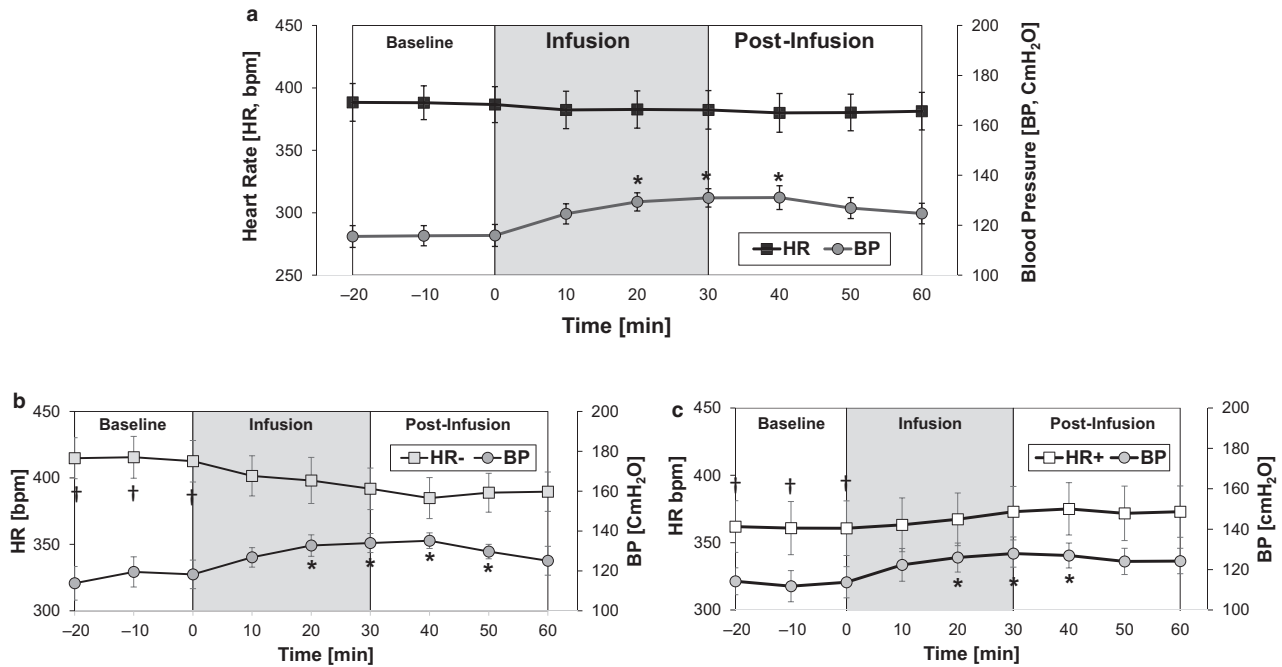 a
Baseline Infusion Post-Infusion
450 200
400 180
350 160
300 140
250 120
100
Heart Rate [HR, bpm]
Blood Pressure [BP, CmH₂O]
* * *
HR BP
–20 –10 0 10 20 30 40 50 60
Time [min]
b
Baseline Infusion Post-Infusion
450 200
400 180
350 160
300 140
120
100
HR [bpm]
BP [CmH₂O]
HR- BP
† † †
* * * *
–20 –10 0 10 20 30 40 50 60
Time [min]
c
Baseline Infusion Post-Infusion
450 200
400 180
350 160
300 140
120
100
HR bpm]
BP [cmH₂O]
HR+ BP
† † †
* * *
–20 –10 0 10 20 30 40 50 60
Time [min]